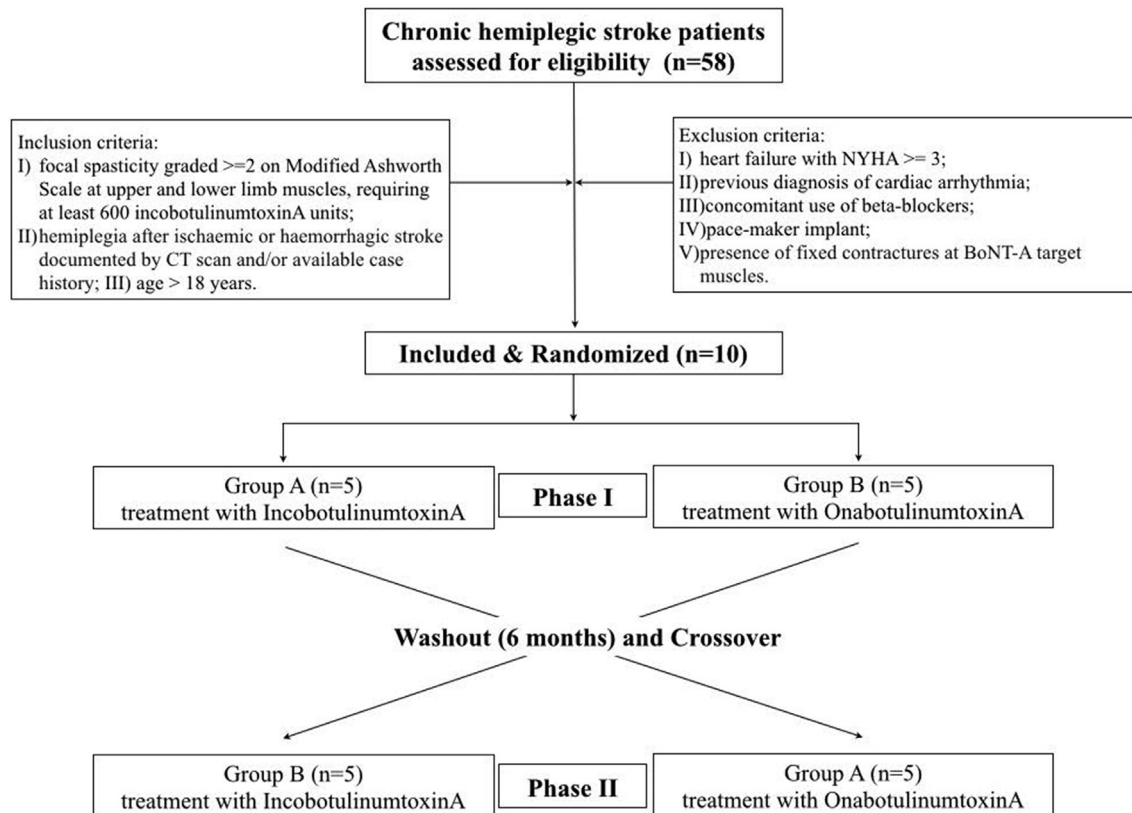 Chronic hemiplegic stroke patients
assessed for eligibility (n=58)
Inclusion criteria:
I) focal spasticity graded >=2 on Modified Ashworth
Scale at upper and lower limb muscles, requiring
at least 600 incobotulinumtoxinA units;
II)hemiplegia after ischaemic or haemorrhagic stroke
documented by CT scan and/or available case
history; III) age > 18 years.
Exclusion criteria:
I) heart failure with NYHA >= 3;
II)previous diagnosis of cardiac arrhythmia;
III)concomitant use of beta-blockers;
IV)pace-maker implant;
V)presence of fixed contractures at BoNT-A target
muscles.
Included & Randomized (n=10)
Group A (n=5)
treatment with IncobotulinumtoxinA
Phase I
Group B (n=5)
treatment with OnabotulinumtoxinA
Washout (6 months) and Crossover
Group B (n=5)
treatment with IncobotulinumtoxinA
Phase II
Group A (n=5)
treatment with OnabotulinumtoxinA